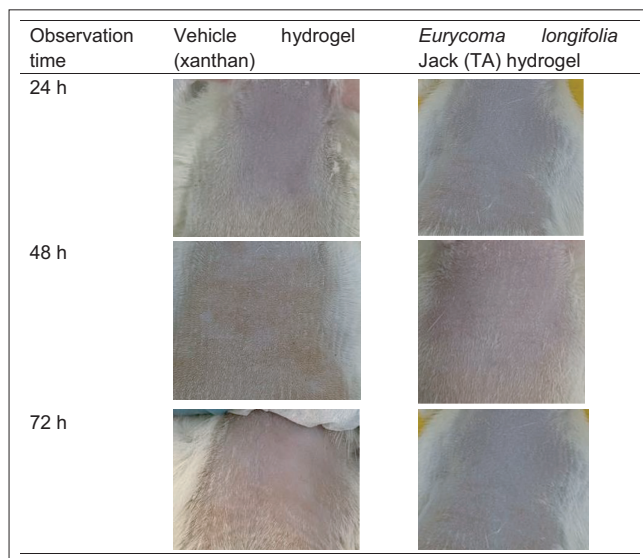 Observation Vehicle hydrogel Eurycoma longifolia
time (xanthan) Jack (TA) hydrogel
24 h
48 h
72 h